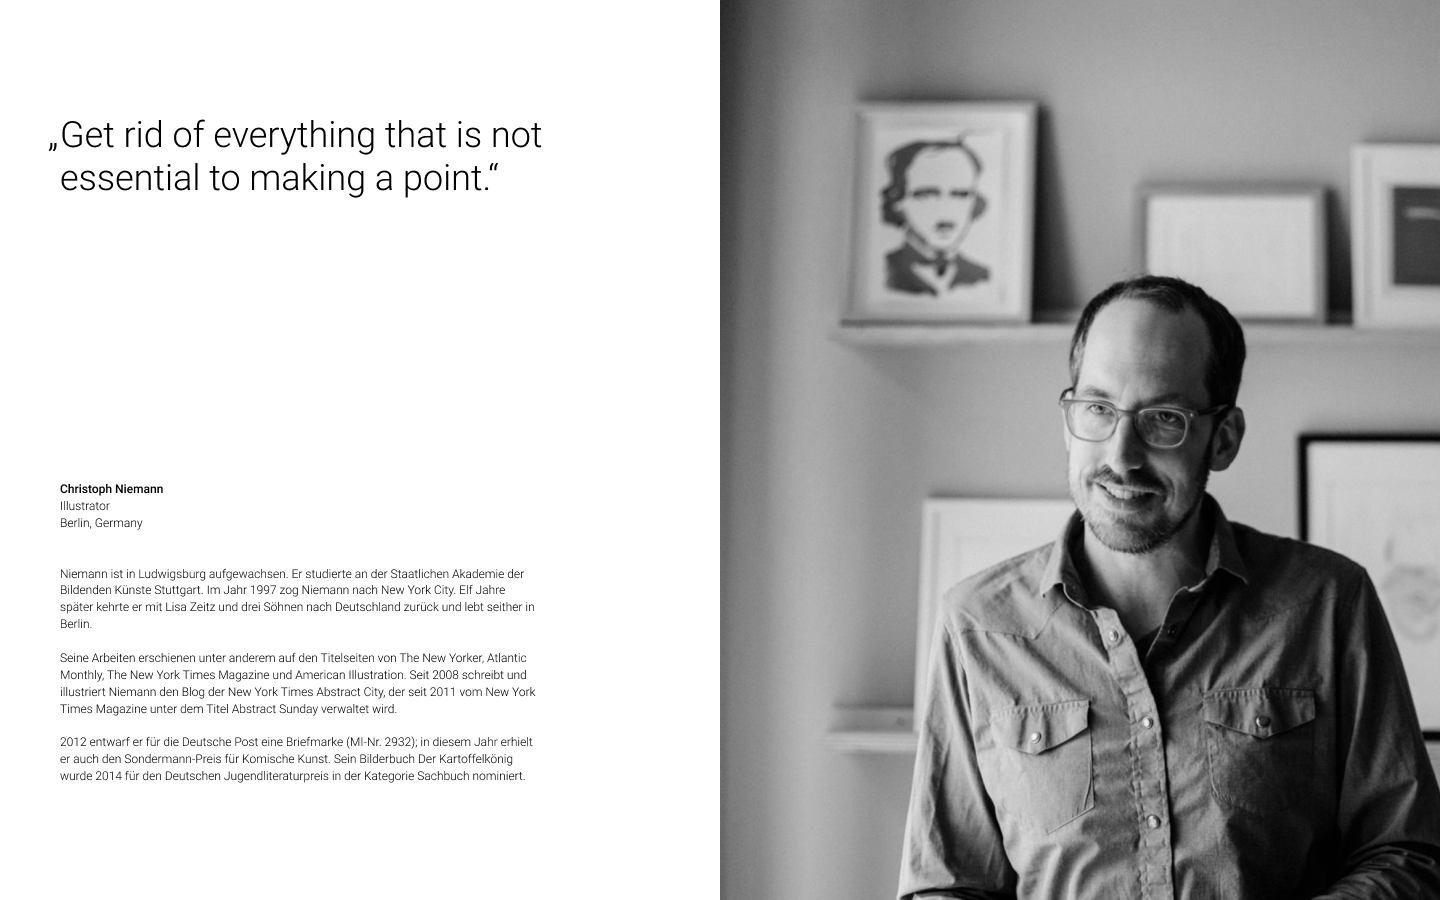 „Get rid of everything that is not
essential to making a point.“
Christoph Niemann
Illustrator
Berlin, Germany
Niemann ist in Ludwigsburg aufgewachsen. Er studierte an der Staatlichen Akademie der
Bildenden Künste Stuttgart. Im Jahr 1997 zog Niemann nach New York City. Elf Jahre
später kehrte er mit Lisa Zeitz und drei Söhnen nach Deutschland zurück und lebt seither in
Berlin.
Seine Arbeiten erschienen unter anderem auf den Titelseiten von The New Yorker, Atlantic
Monthly, The New York Times Magazine und American Illustration. Seit 2008 schreibt und
illustriert Niemann den Blog der New York Times Abstract City, der seit 2011 vom New York
Times Magazine unter dem Titel Abstract Sunday verwaltet wird.
2012 entwarf er für die Deutsche Post eine Briefmarke (MI-Nr. 2932); in diesem Jahr erhielt
er auch den Sondermann-Preis für Komische Kunst. Sein Bilderbuch Der Kartoffelkönig
wurde 2014 für den Deutschen Jugendliteraturpreis in der Kategorie Sachbuch nominiert.